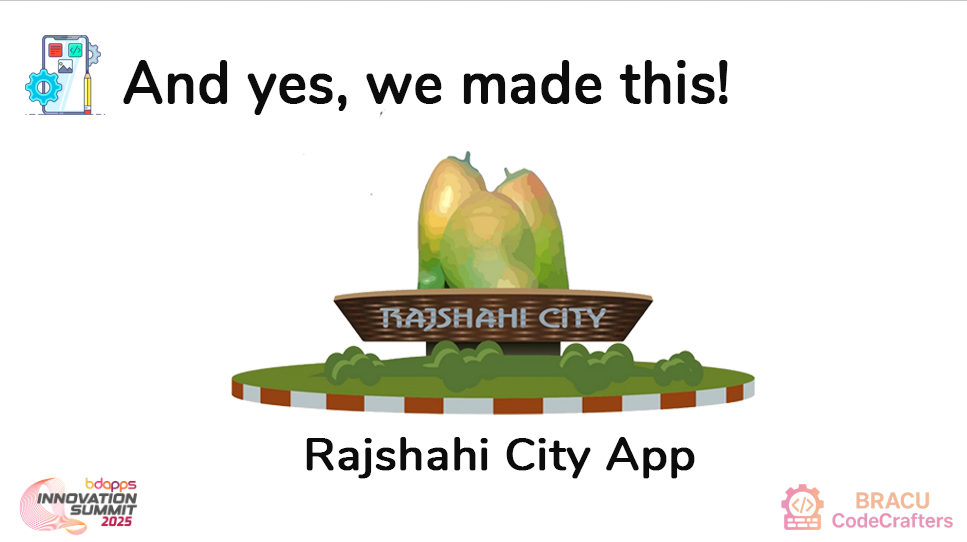 And yes, we made this!
RAJSHAHI CITY
Rajshahi City App
bdapps
INNOVATION
SUMMIT
2025
BRACU
CodeCrafters